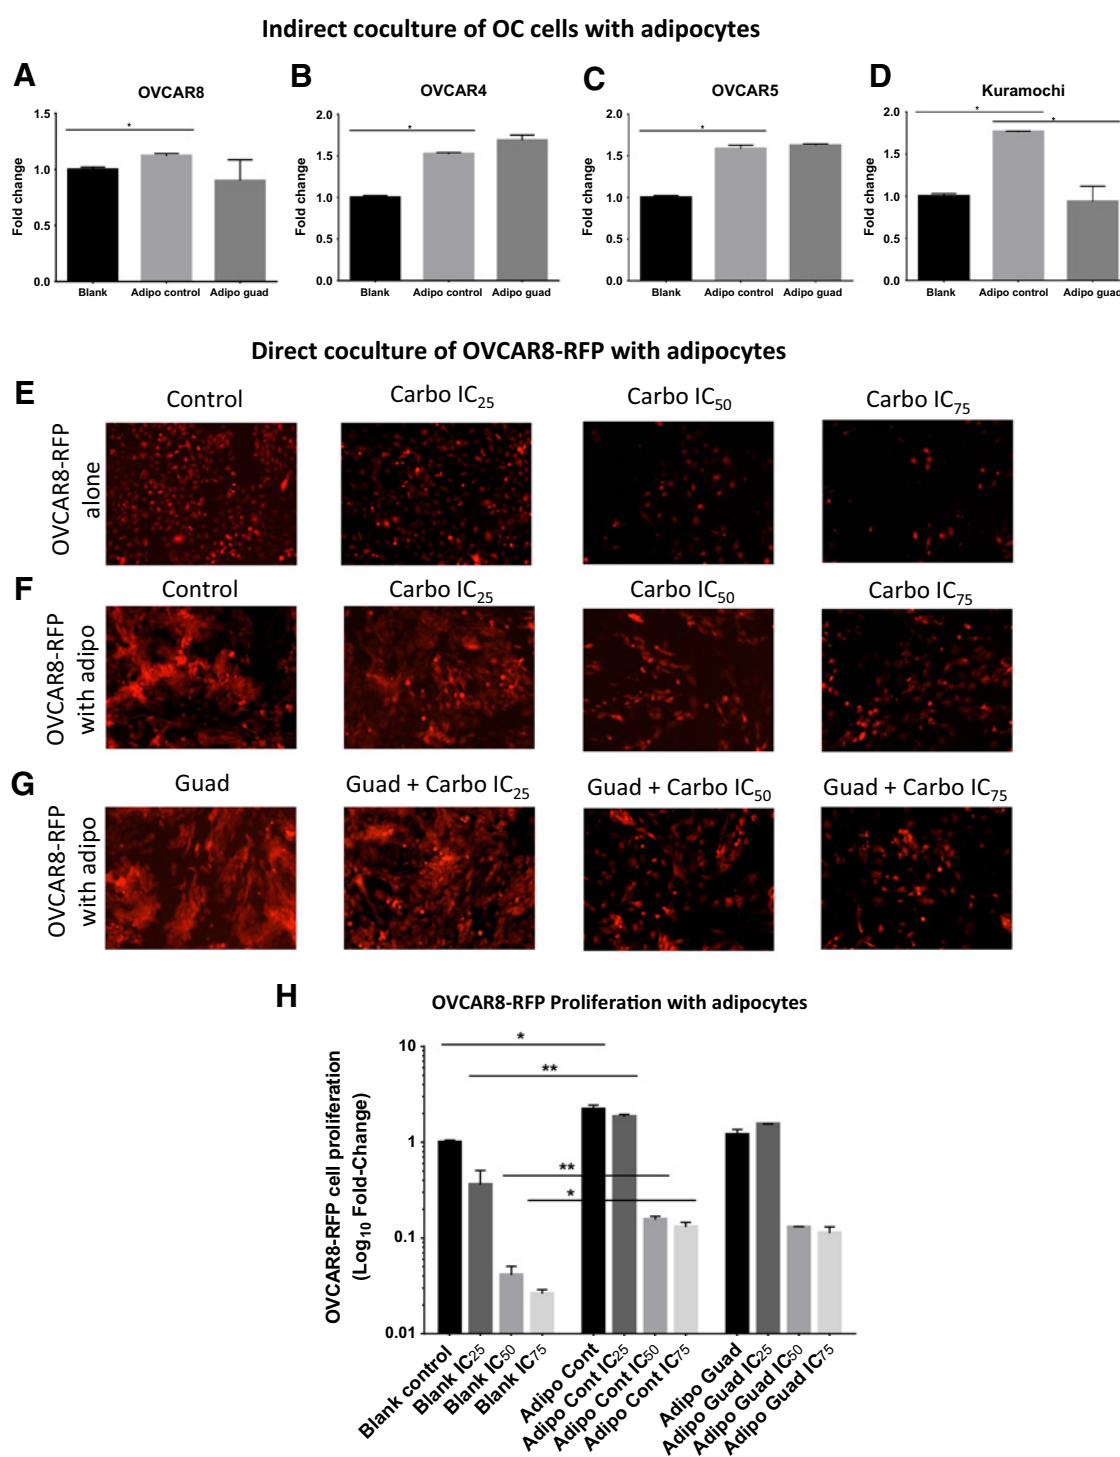 Indirect coculture of OC cells with adipocytes
A
OVCAR8
Fold change
1.5
1.0
0.5
0.0
*
Blank Adipo control Adipo guad
B
OVCAR4
Fold change
2.0
1.5
1.0
0.5
0.0
*
Blank Adipo control Adipo guad
C
OVCAR5
Fold change
2.0
1.5
1.0
0.5
0.0
*
Blank Adipo control Adipo guad
D
Kuramochi
Fold change
2.0
1.5
1.0
0.5
0.0
*
*
Blank Adipo control Adipo guad
Direct coculture of OVCAR8-RFP with adipocytes
E
OVCAR8-RFP
alone
Control Carbo IC25 Carbo IC50 Carbo IC75
F
OVCAR8-RFP
with adipo
Control Carbo IC25 Carbo IC50 Carbo IC75
G
OVCAR8-RFP
with adipo
Guad Guad + Carbo IC25 Guad + Carbo IC50 Guad + Carbo IC75
H
OVCAR8-RFP Proliferation with adipocytes
OVCAR8-RFP cell proliferation
(Log10 Fold-Change)
10
1
0.1
0.01
*
**
**
*
Blank control
Blank IC25
Blank IC50
Blank IC75
Adipo Cont
Adipo Cont IC25
Adipo Cont IC50
Adipo Cont IC75
Adipo Guad
Adipo Guad IC25
Adipo Guad IC50
Adipo Guad IC75